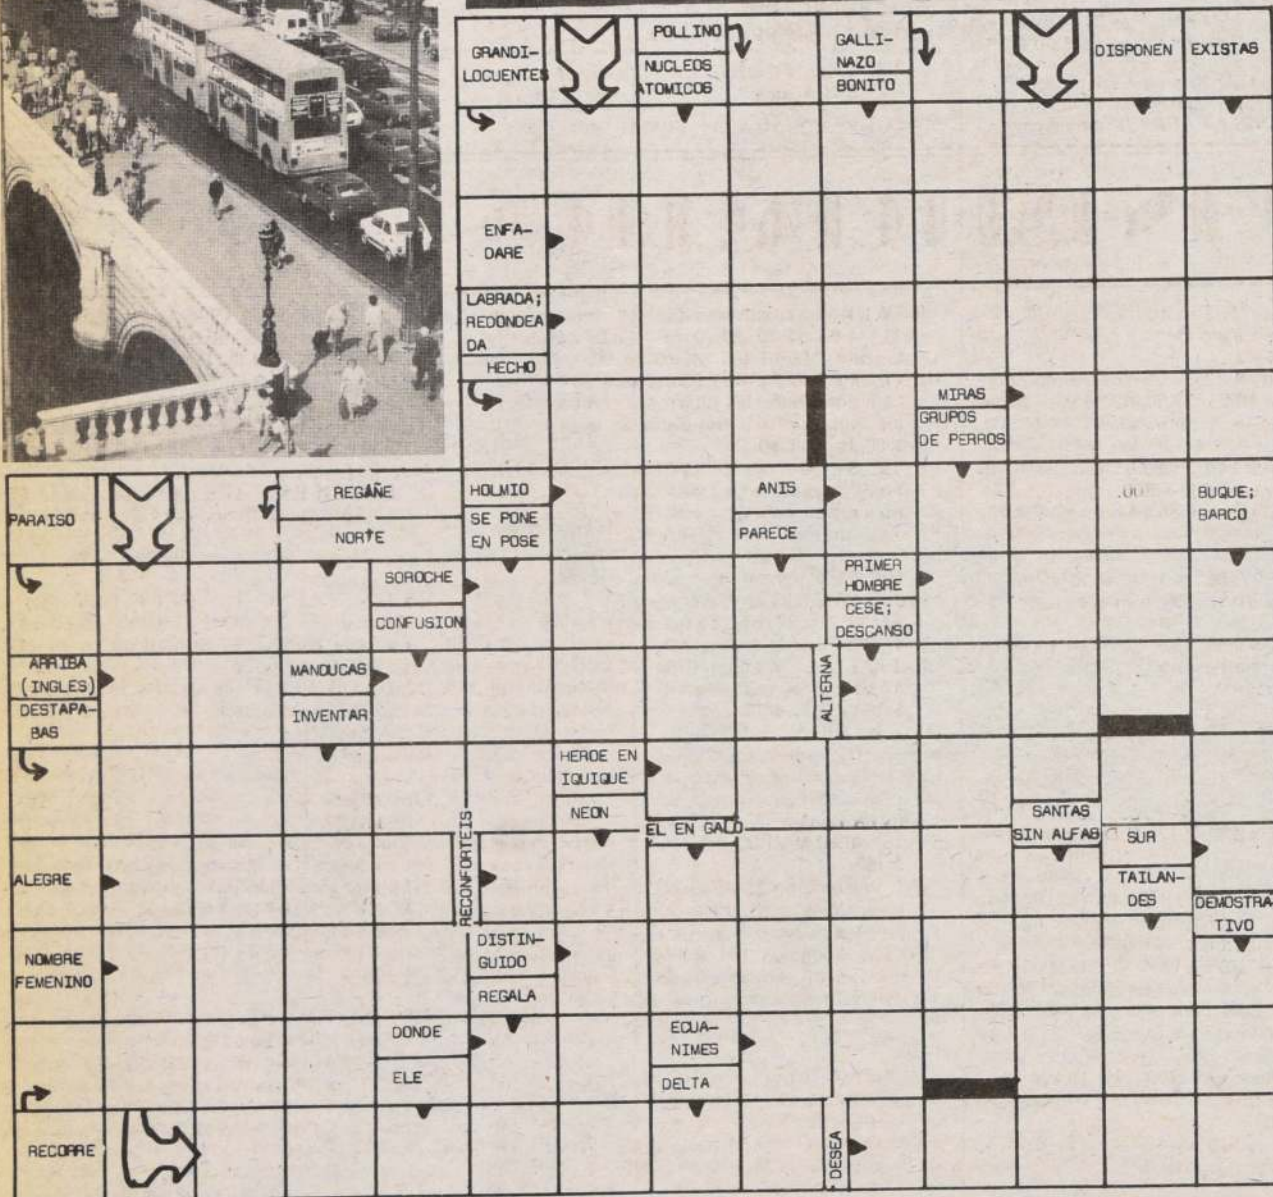 GRANDI-
LOCUENTES
POLLINO
NUCLEOS
ATOMICOS
GALLI-
NAZO
BONITO
DISPONEN
EXISTAS
ENFA-
DARE
LABRADA;
REDONDEA
DA
HECHO
MIRAS
GRUPOS
DE PERROS
PARAISO
REGAÑE
NORTE
HOLMIO
SE PONE
EN POSE
ANIS
PARECE
BUQUE;
BARCO
SOROCHE
CONFUSION
PRIMER
HOMBRE
CESE;
DESCANSO
ARRIBA
(INGLES)
DESTAPA-
BAS
MANDUCAS
INVENTAR
ALTERNA
HEROE EN
IQUIQUE
NEON
EL EN GALO
SANTAS
SIN ALFAS
SUR
TAILAN-
DES
DEMOSTRA-
TIVO
ALEGRE
RECONFORTEIS
NOMBRE
FEMENINO
DISTIN-
GUIDO
REGALA
DONDE
ELE
ECUA-
NIMES
DELTA
RECORRE
DESEA